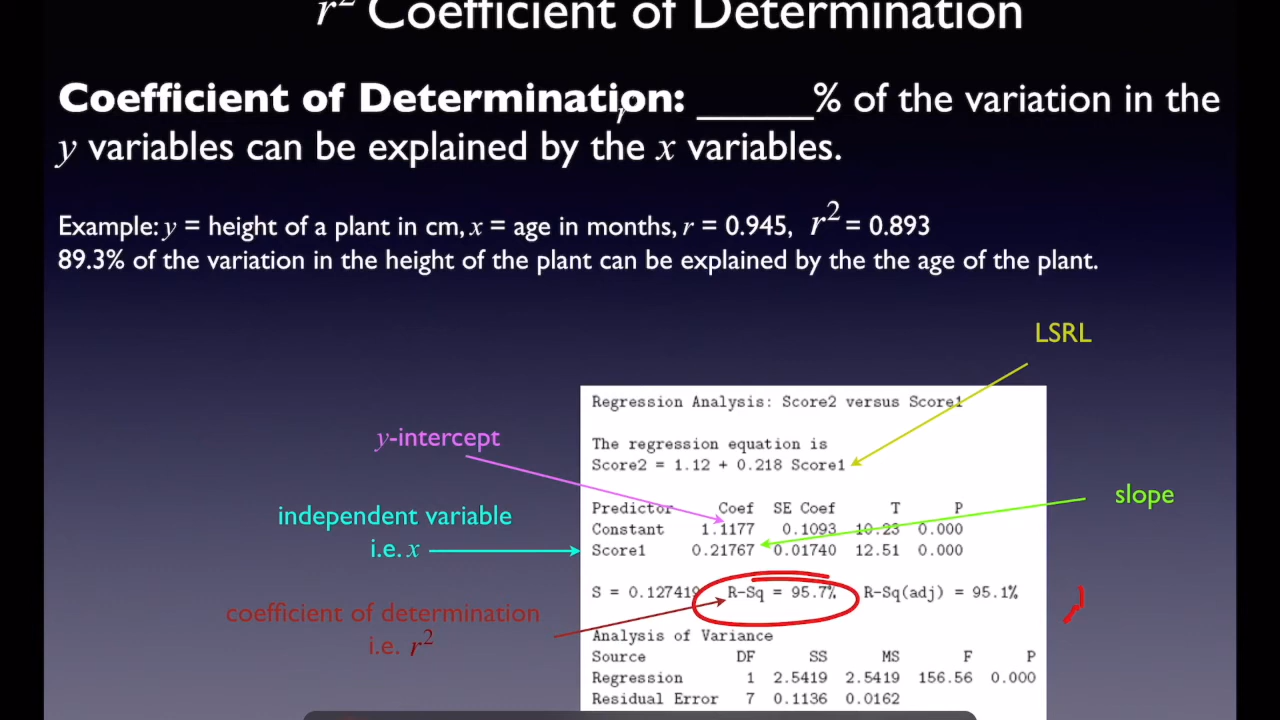 r² Coefficient of Determination
Coefficient of Determination: ______% of the variation in the
y variables can be explained by the x variables.
Example: y = height of a plant in cm, x = age in months, r = 0.945, r² = 0.893
89.3% of the variation in the height of the plant can be explained by the the age of the plant.
LSRL
y-intercept
slope
independent variable
i.e. x
coefficient of determination
i.e. r²
Regression Analysis: Score2 versus Score1
The regression equation is
Score2 = 1.12 + 0.218 Score1
Predictor Coef SE Coef T P
Constant 1.1177 0.1093 10.23 0.000
Score1 0.21767 0.01740 12.51 0.000
S = 0.127419 R-Sq = 95.7% R-Sq(adj) = 95.1%
Analysis of Variance
Source DF SS MS F P
Regression 1 2.5419 2.5419 156.56 0.000
Residual Error 7 0.1136 0.0162